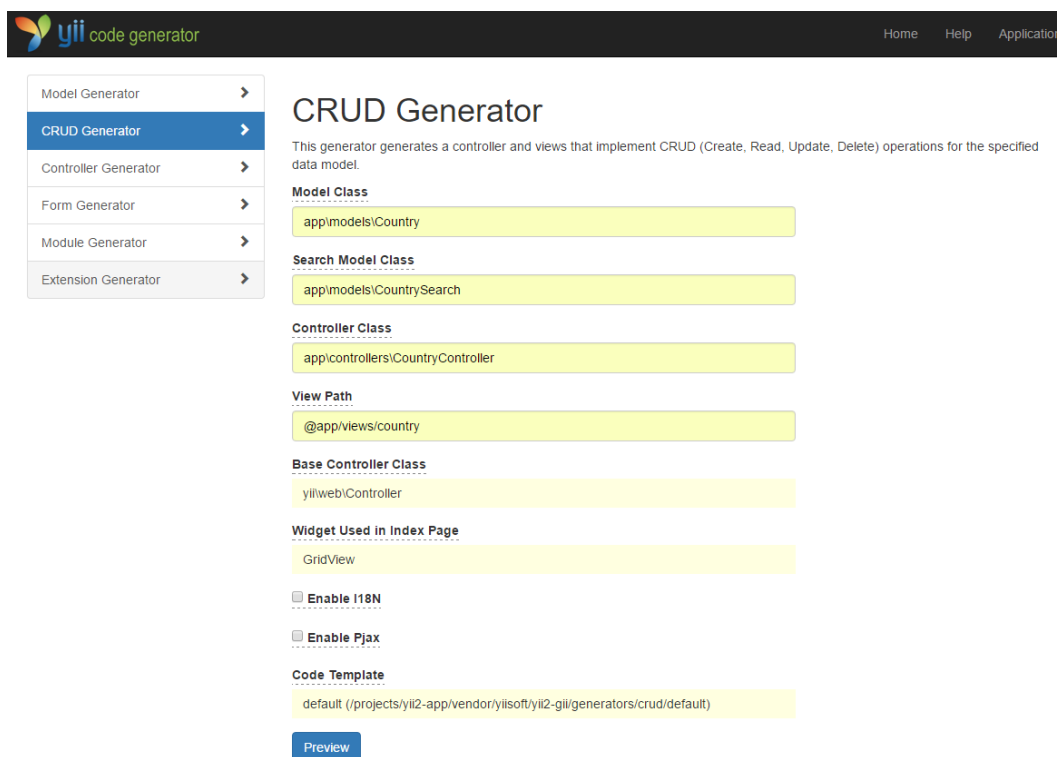 yii code generator
Home Help Application
Model Generator
CRUD Generator
Controller Generator
Form Generator
Module Generator
Extension Generator
CRUD Generator
This generator generates a controller and views that implement CRUD (Create, Read, Update, Delete) operations for the specified
data model.
Model Class
app\models\Country
Search Model Class
app\models\CountrySearch
Controller Class
app\controllers\CountryController
View Path
@app/views/country
Base Controller Class
yii\web\Controller
Widget Used in Index Page
GridView
Enable I18N
Enable Pjax
Code Template
default (/projects/yii2-app/vendor/yiisoft/yii2-gii/generators/crud/default)
Preview